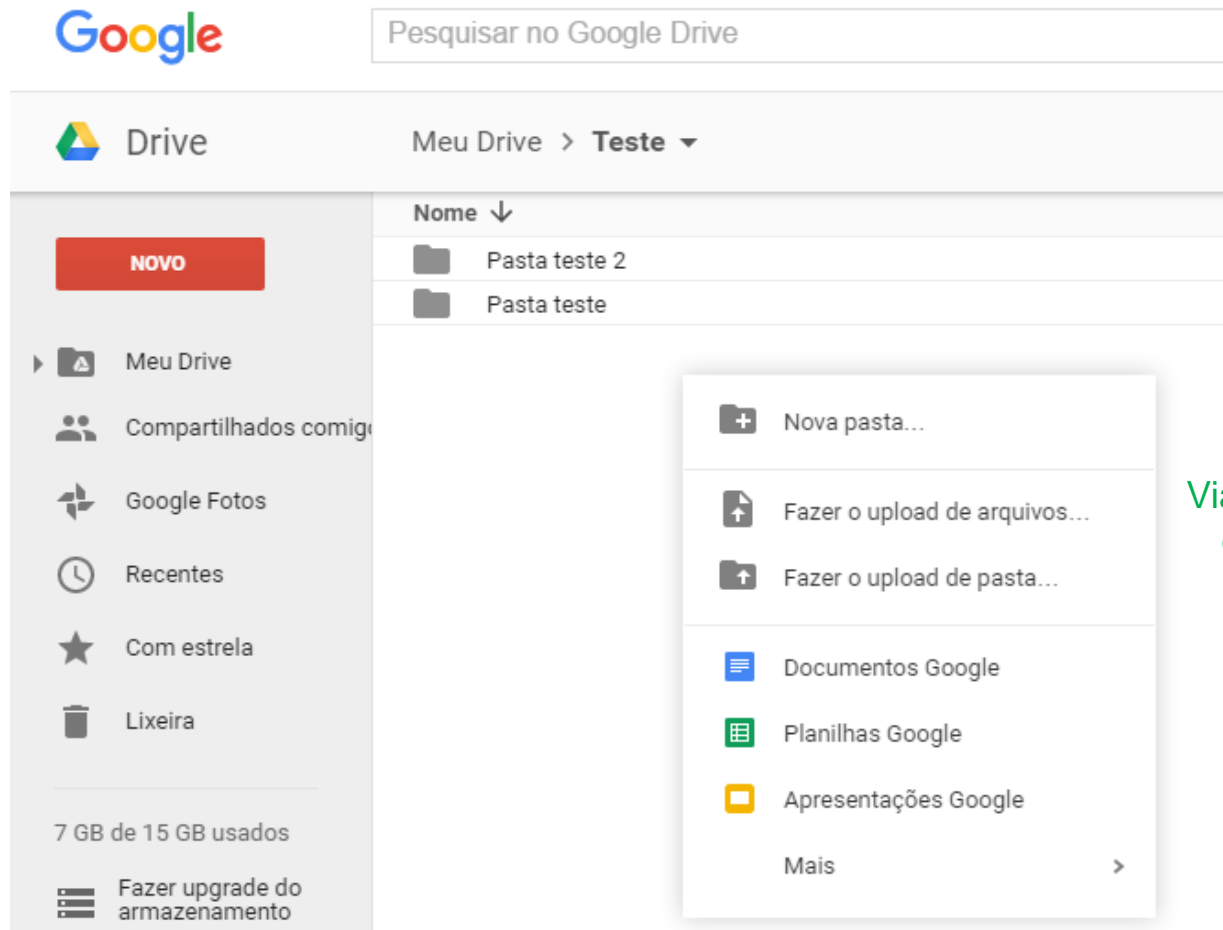 Google
Pesquisar no Google Drive
Drive
Meu Drive > Teste
Nome
NOVO
Pasta teste 2
Pasta teste
Meu Drive
Compartilhados comigo
Google Fotos
Recentes
Com estrela
Lixeira
7 GB de 15 GB usados
Fazer upgrade do
armazenamento
Nova pasta...
Fazer o upload de arquivos...
Fazer o upload de pasta...
Documentos Google
Planilhas Google
Apresentações Google
Mais >